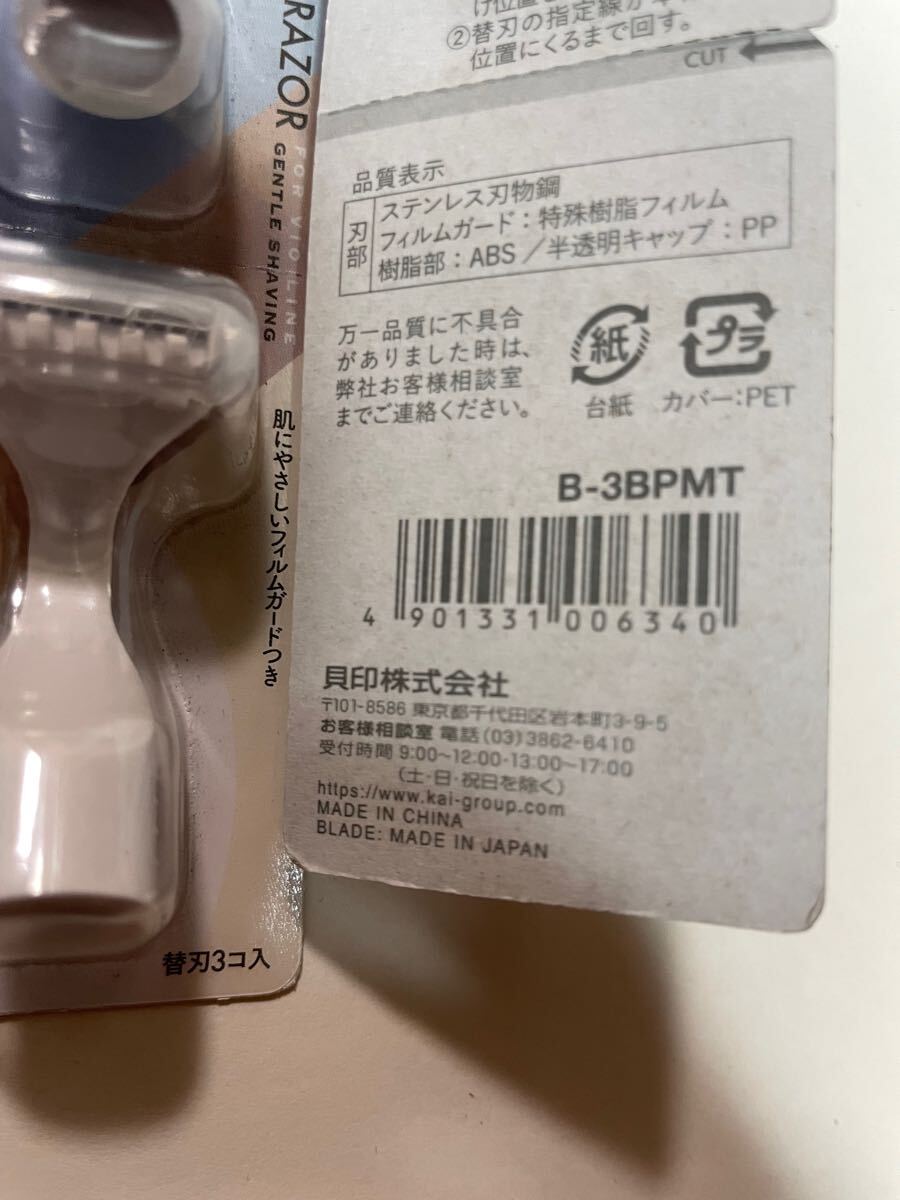 RAZOR
FOR VIO LINE
GENTLE SHAVING
肌にやさしいフィルムガードつき
替刃3コ入
②替刃の指定線が
位置にくるまで回す。
CUT
品質表示
刃部
ステンレス刃物鋼
フィルムガード：特殊樹脂フィルム
樹脂部：ABS／半透明キャップ：PP
万一品質に不具合
がありました時は、
弊社お客様相談室
までご連絡ください。
紙
台紙
プラ
カバー：PET
B-3BPMT
4 901331 006340
貝印株式会社
〒101-8586 東京都千代田区岩本町3-9-5
お客様相談室 電話(03)3862-6410
受付時間 9:00〜12:00・13:00〜17:00
(土・日・祝日を除く)
https://www.kai-group.com
MADE IN CHINA
BLADE: MADE IN JAPAN